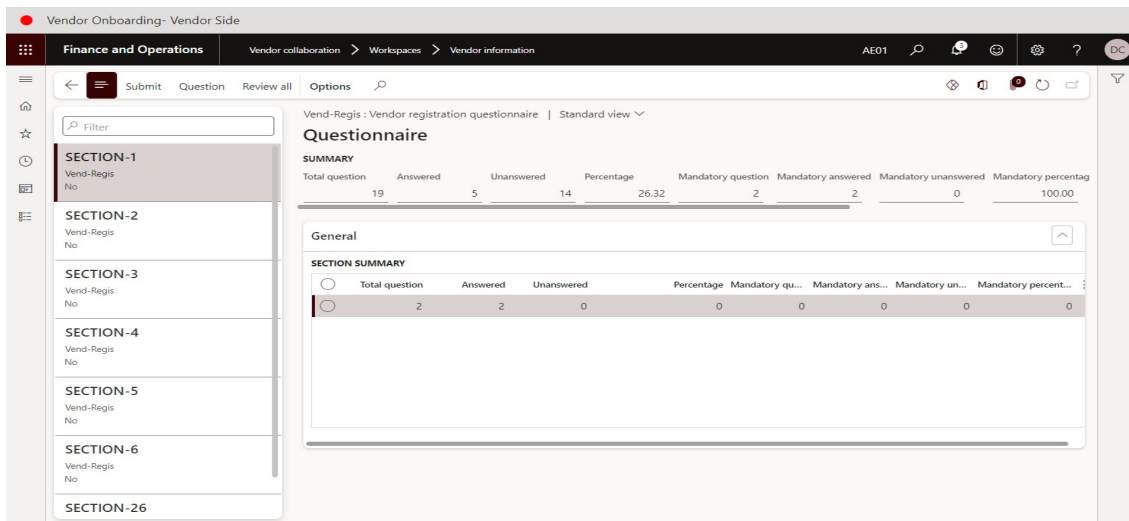 Vendor Onboarding- Vendor Side
Finance and Operations
Vendor collaboration > Workspaces > Vendor information
AE01
3
?
DC
Submit Question Review all Options
0
Filter
SECTION-1
Vend-Regis
No
SECTION-2
Vend-Regis
No
SECTION-3
Vend-Regis
No
SECTION-4
Vend-Regis
No
SECTION-5
Vend-Regis
No
SECTION-6
Vend-Regis
No
SECTION-26
Vend-Regis : Vendor registration questionnaire | Standard view
Questionnaire
SUMMARY
Total question Answered Unanswered Percentage Mandatory question Mandatory answered Mandatory unanswered Mandatory percentag
19 5 14 26.32 2 2 0 100.00
General
SECTION SUMMARY
Total question Answered Unanswered Percentage Mandatory qu... Mandatory ans... Mandatory un... Mandatory percent...
2 2 0 0 0 0 0 0